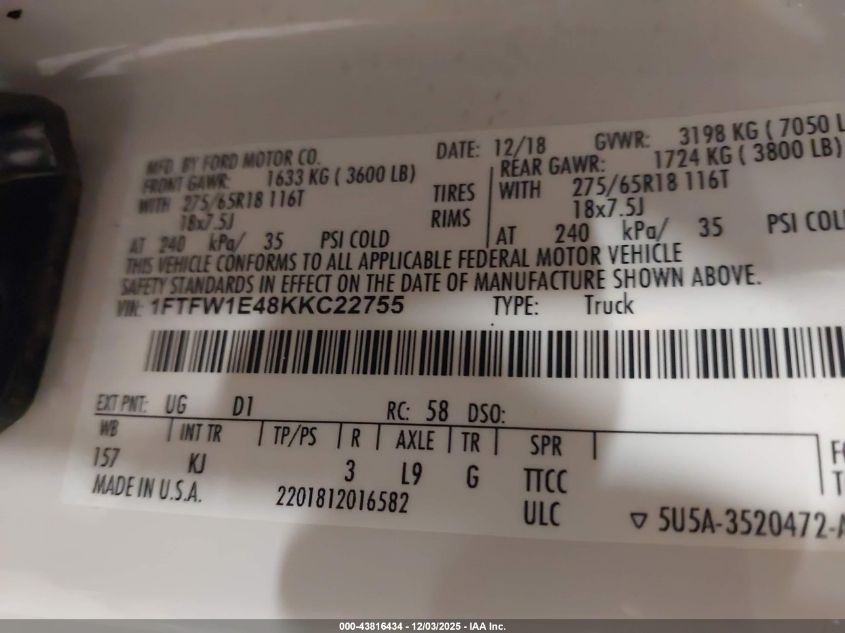 MFD. BY FORD MOTOR CO. DATE: 12/18 GVWR: 3198 KG ( 7050 L
FRONT GAWR: 1633 KG ( 3600 LB) REAR GAWR: 1724 KG ( 3800 LB)
WITH 275/65R18 116T TIRES WITH 275/65R18 116T
18x7.5J RIMS 18x7.5J
AT 240 kPa/ 35 PSI COLD AT 240 kPa/ 35 PSI COL
THIS VEHICLE CONFORMS TO ALL APPLICABLE FEDERAL MOTOR VEHICLE
SAFETY STANDARDS IN EFFECT ON THE DATE OF MANUFACTURE SHOWN ABOVE.
VIN: 1FTFW1E48KKC22755 TYPE: Truck
EXT PNT: UG D1 RC: 58 DSO:
WB INT TR TP/PS R AXLE TR SPR
157 KJ 3 L9 G TTCC
MADE IN U.S.A. 2201812016582 ULC
▽ 5U5A-3520472-A
000-43816434 - 12/03/2025 - IAA Inc.